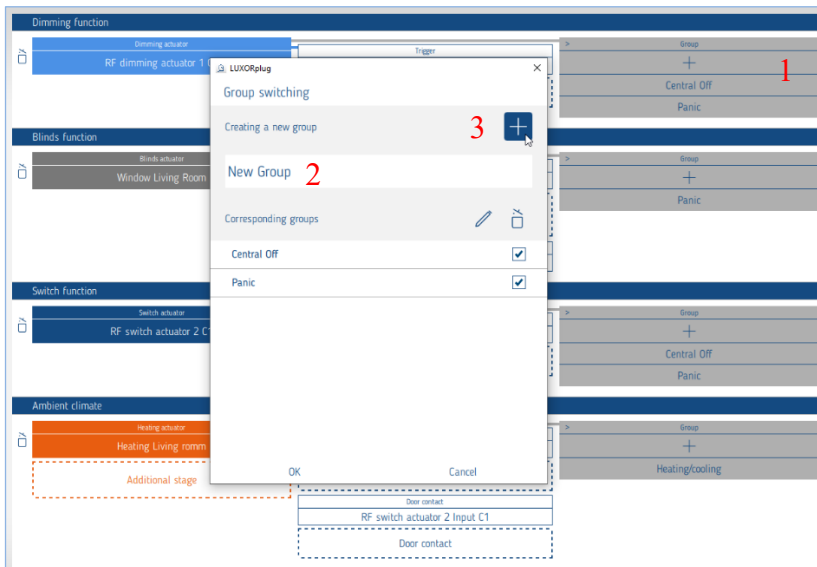 Dimming function
Dimming actuator
RF dimming actuator 1
Trigger
> Group
+
1
Central Off
Panic
LUXORplug
×
Group switching
Creating a new group
3
+
New Group 2
Corresponding groups
Central Off
Panic
OK Cancel
Blinds function
Blinds actuator
Window Living Room
> Group
+
Panic
Switch function
Switch actuator
RF switch actuator 2
> Group
+
Central Off
Panic
Ambient climate
Heating actuator
Heating Living romm
Additional stage
> Group
+
Heating/cooling
Door contact
RF switch actuator 2 Input C1
Door contact